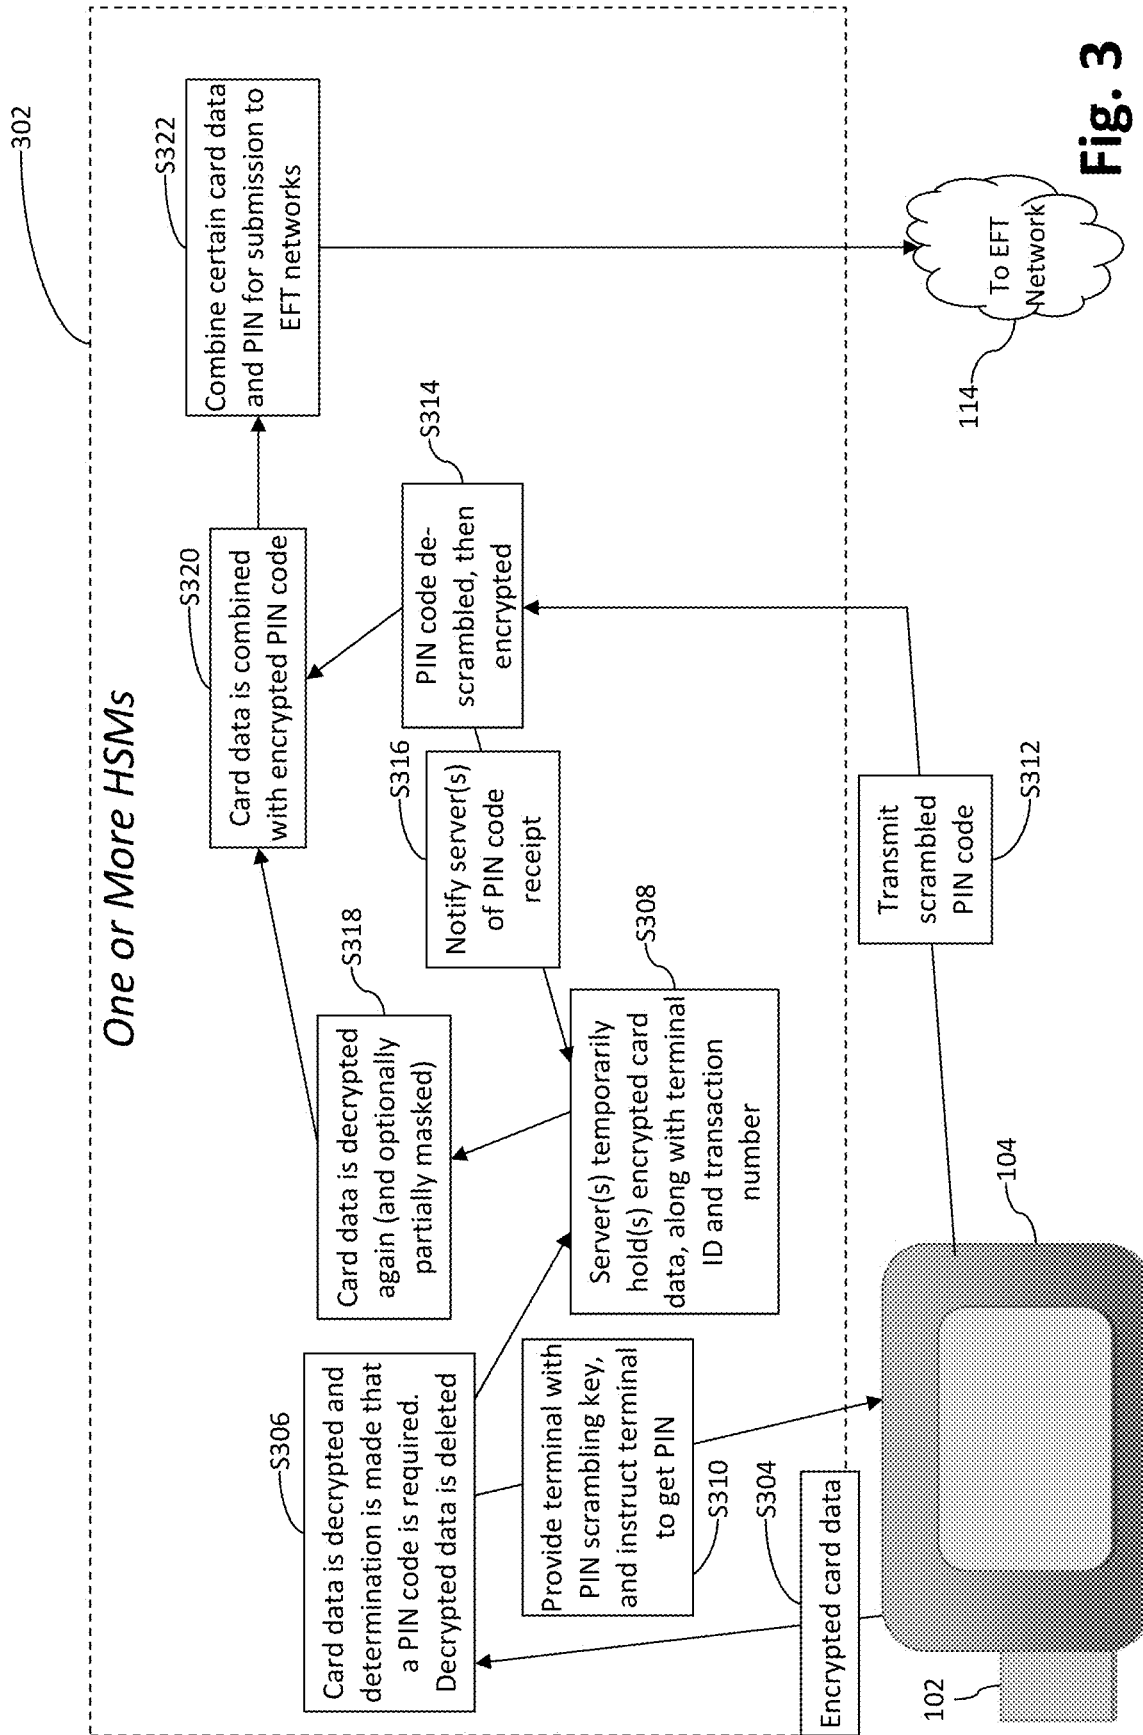 302
One or More HSMs
S306
Card data is decrypted and
determination is made that
a PIN code is required.
Decrypted data is deleted
S318
Card data is decrypted
again (and optionally
partially masked)
S320
Card data is combined
with encrypted PIN code
S322
Combine certain card data
and PIN for submission to
EFT networks
Provide terminal with
PIN scrambling key,
and instruct terminal
to get PIN
S310
S308
Server(s) temporarily
hold(s) encrypted card
data, along with terminal
ID and transaction
number
S316
Notify server(s)
of PIN code
receipt
S314
PIN code de-
scrambled, then
encrypted
S304
Encrypted card data
102
104
Transmit
scrambled
PIN code
S312
114
To EFT
Network
Fig. 3